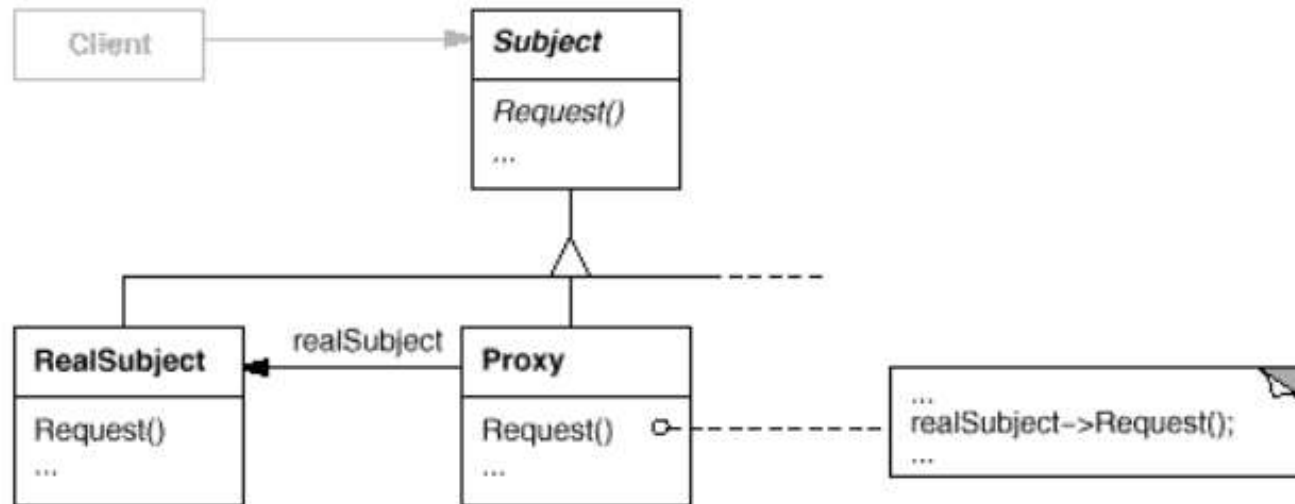 Client
Subject
Request()
...
RealSubject
Request()
...
realSubject
Proxy
Request()
...
...
realSubject->Request();
...